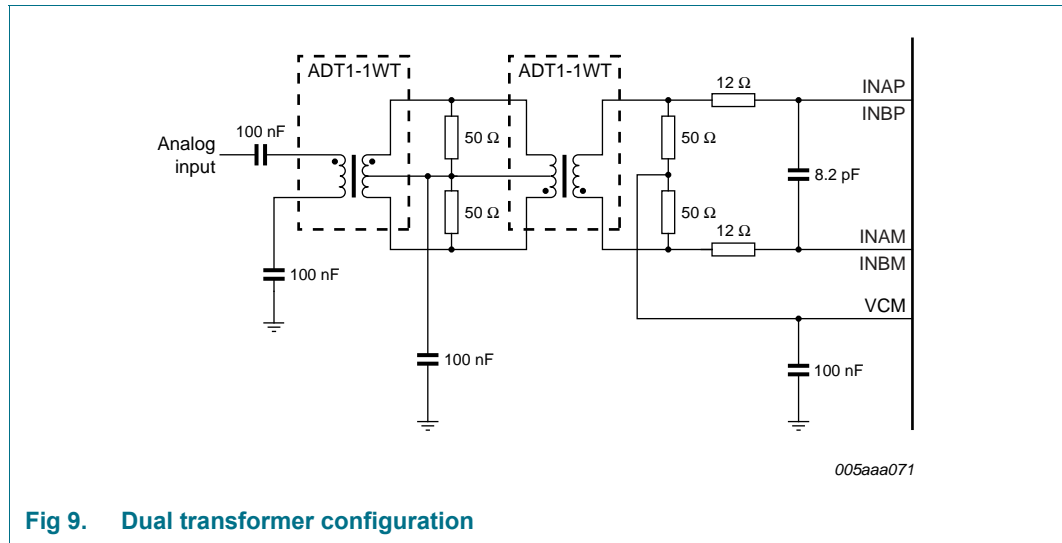 ADT1-1WT
ADT1-1WT
Analog
input
100 nF
100 nF
50 Ω
50 Ω
100 nF
50 Ω
50 Ω
12 Ω
12 Ω
8.2 pF
INAP
INBP
INAM
INBM
VCM
100 nF
005aaa071
Fig 9. Dual transformer configuration